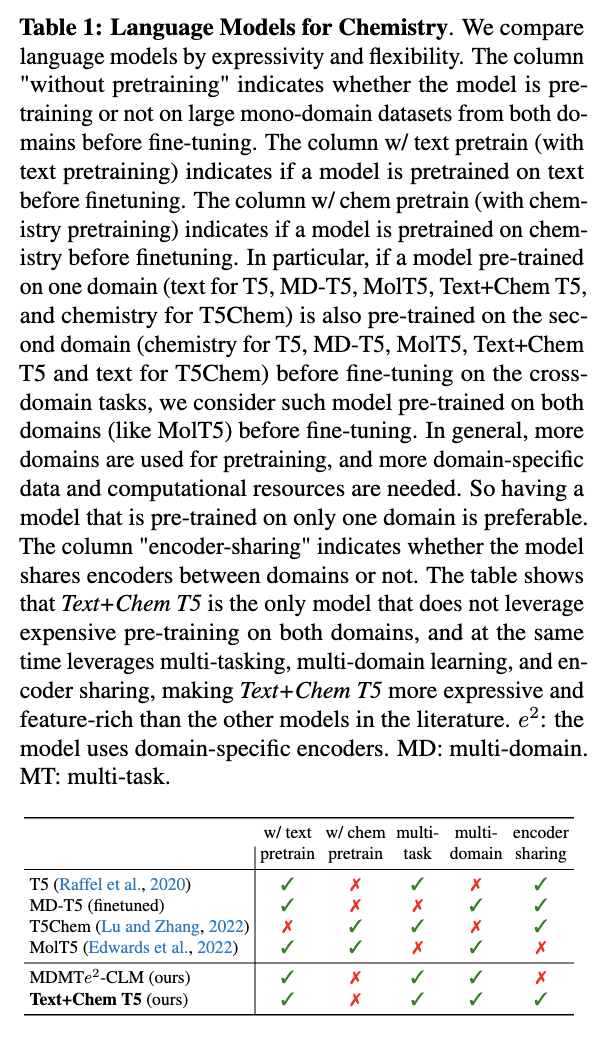 Table 1: Language Models for Chemistry. We compare
language models by expressivity and flexibility. The column
"without pretraining" indicates whether the model is pre-
training or not on large mono-domain datasets from both do-
mains before fine-tuning. The column w/ text pretrain (with
text pretraining) indicates if a model is pretrained on text
before finetuning. The column w/ chem pretrain (with chem-
istry pretraining) indicates if a model is pretrained on chem-
istry before finetuning. In particular, if a model pre-trained
on one domain (text for T5, MD-T5, MolT5, Text+Chem T5,
and chemistry for T5Chem) is also pre-trained on the sec-
ond domain (chemistry for T5, MD-T5, MolT5, Text+Chem
T5 and text for T5Chem) before fine-tuning on the cross-
domain tasks, we consider such model pre-trained on both
domains (like MolT5) before fine-tuning. In general, more
domains are used for pretraining, and more domain-specific
data and computational resources are needed. So having a
model that is pre-trained on only one domain is preferable.
The column "encoder-sharing" indicates whether the model
shares encoders between domains or not. The table shows
that Text+Chem T5 is the only model that does not leverage
expensive pre-training on both domains, and at the same
time leverages multi-tasking, multi-domain learning, and en-
coder sharing, making Text+Chem T5 more expressive and
feature-rich than the other models in the literature. e²: the
model uses domain-specific encoders. MD: multi-domain.
MT: multi-task.
w/ text w/ chem multi- multi- encoder
pretrain pretrain task domain sharing
T5 (Raffel et al., 2020) ✓ ✗ ✓ ✗ ✓
MD-T5 (finetuned) ✓ ✗ ✗ ✓ ✓
T5Chem (Lu and Zhang, 2022) ✗ ✓ ✓ ✗ ✓
MolT5 (Edwards et al., 2022) ✓ ✓ ✗ ✓ ✗
MDMTe²-CLM (ours) ✓ ✗ ✓ ✓ ✗
Text+Chem T5 (ours) ✓ ✗ ✓ ✓ ✓